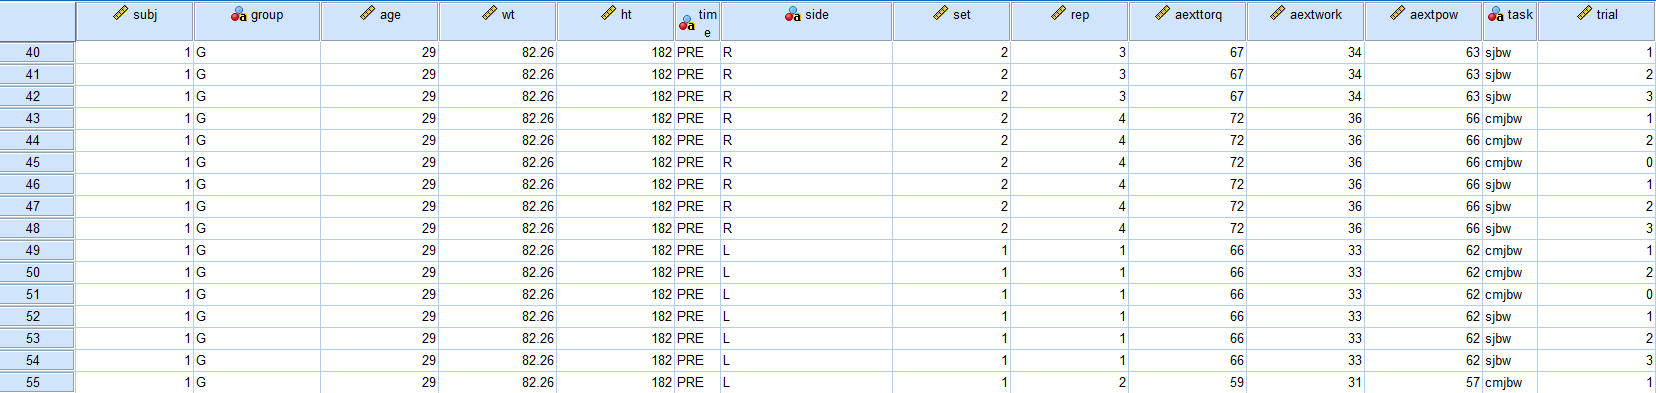 subj group age wt ht time side set rep aexttorq aextwork aextpow task trial
40 1 G 29 82.26 182 PRE R 2 3 67 34 63 sjbw 1
41 1 G 29 82.26 182 PRE R 2 3 67 34 63 sjbw 2
42 1 G 29 82.26 182 PRE R 2 3 67 34 63 sjbw 3
43 1 G 29 82.26 182 PRE R 2 4 72 36 66 cmjbw 1
44 1 G 29 82.26 182 PRE R 2 4 72 36 66 cmjbw 2
45 1 G 29 82.26 182 PRE R 2 4 72 36 66 cmjbw 0
46 1 G 29 82.26 182 PRE R 2 4 72 36 66 sjbw 1
47 1 G 29 82.26 182 PRE R 2 4 72 36 66 sjbw 2
48 1 G 29 82.26 182 PRE R 2 4 72 36 66 sjbw 3
49 1 G 29 82.26 182 PRE L 1 1 66 33 62 cmjbw 1
50 1 G 29 82.26 182 PRE L 1 1 66 33 62 cmjbw 2
51 1 G 29 82.26 182 PRE L 1 1 66 33 62 cmjbw 0
52 1 G 29 82.26 182 PRE L 1 1 66 33 62 sjbw 1
53 1 G 29 82.26 182 PRE L 1 1 66 33 62 sjbw 2
54 1 G 29 82.26 182 PRE L 1 1 66 33 62 sjbw 3
55 1 G 29 82.26 182 PRE L 1 2 59 31 57 cmjbw 1